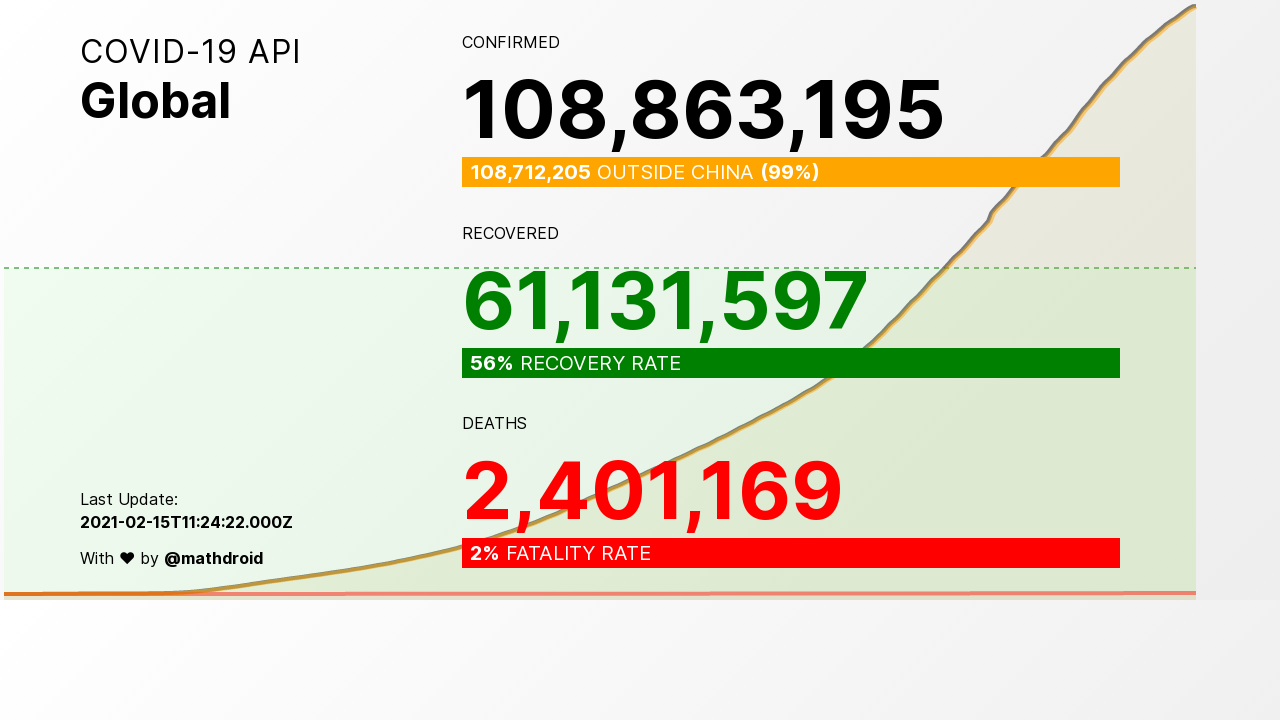 COVID-19 API
Global
CONFIRMED
108,863,195
108,712,205 OUTSIDE CHINA (99%)
RECOVERED
61,131,597
56% RECOVERY RATE
DEATHS
2,401,169
2% FATALITY RATE
Last Update:
2021-02-15T11:24:22.000Z
With ♥ by @mathdroid